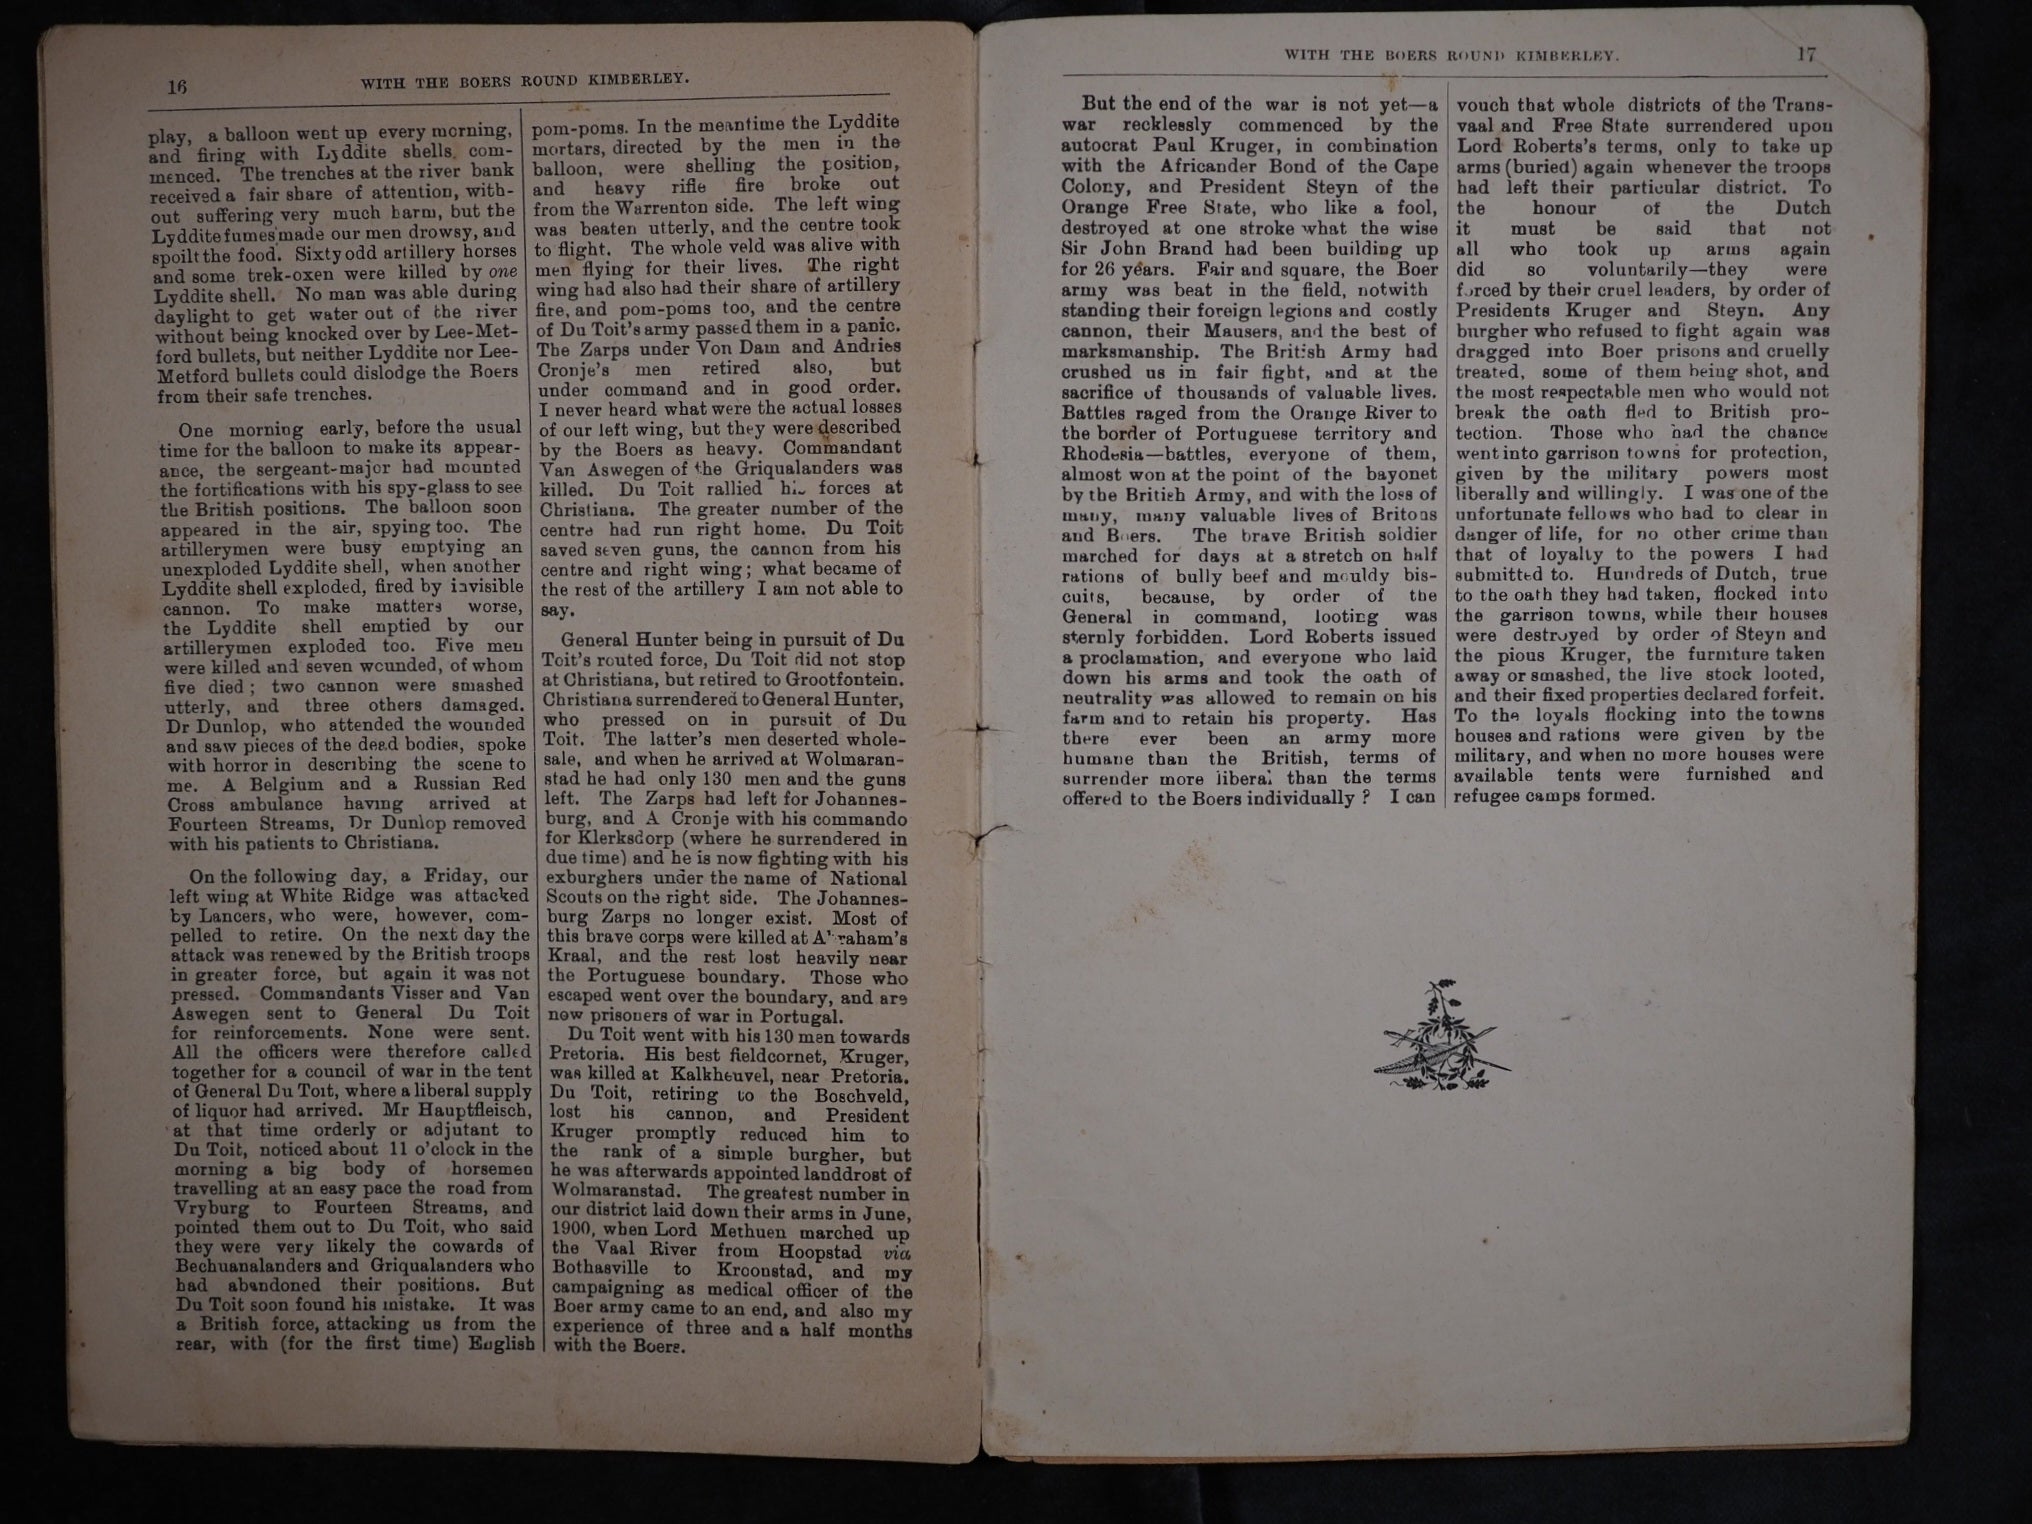 16
WITH THE BOERS ROUND KIMBERLEY.
play, a balloon went up every morning,
and firing with Lyddite shells com-
menced. The trenches at the river bank
received a fair share of attention, with-
out suffering very much harm, but the
Lyddite fumes made our men drowsy, and
spoilt the food. Sixty odd artillery horses
and some trek-oxen were killed by one
Lyddite shell. No man was able during
daylight to get water out of the river
without being knocked over by Lee-Met-
ford bullets, but neither Lyddite nor Lee-
Metford bullets could dislodge the Boers
from their safe trenches.
One morning early, before the usual
time for the balloon to make its appear-
ance, the sergeant-major had mounted
the fortifications with his spy-glass to see
the British positions. The balloon soon
appeared in the air, spying too. The
artillerymen were busy emptying an
unexploded Lyddite shell, when another
Lyddite shell exploded, fired by invisible
cannon. To make matters worse,
the Lyddite shell emptied by our
artillerymen exploded too. Five men
were killed and seven wounded, of whom
five died; two cannon were smashed
utterly, and three others damaged.
Dr Dunlop, who attended the wounded
and saw pieces of the dead bodies, spoke
with horror in describing the scene to
me. A Belgium and a Russian Red
Cross ambulance having arrived at
Fourteen Streams, Dr Dunlop removed
with his patients to Christiana.
On the following day, a Friday, our
left wing at White Ridge was attacked
by Lancers, who were, however, com-
pelled to retire. On the next day the
attack was renewed by the British troops
in greater force, but again it was not
pressed. Commandants Visser and Van
Aswegen sent to General Du Toit
for reinforcements. None were sent.
All the officers were therefore called
together for a council of war in the tent
of General Du Toit, where a liberal supply
of liquor had arrived. Mr Hauptfleisch,
at that time orderly or adjutant to
Du Toit, noticed about 11 o'clock in the
morning a big body of horsemen
travelling at an easy pace the road from
Vryburg to Fourteen Streams, and
pointed them out to Du Toit, who said
they were very likely the cowards of
Bechuanalanders and Griqualanders who
had abandoned their positions. But
Du Toit soon found his mistake. It was
a British force, attacking us from the
rear, with (for the first time) English
pom-poms. In the meantime the Lyddite
mortars, directed by the men in the
balloon, were shelling the position,
and heavy rifle fire broke out
from the Warrenton side. The left wing
was beaten utterly, and the centre took
to flight. The whole veld was alive with
men flying for their lives. The right
wing had also had their share of artillery
fire, and pom-poms too, and the centre
of Du Toit's army passed them in a panic.
The Zarps under Von Dam and Andries
Cronje's men retired also, but
under command and in good order.
I never heard what were the actual losses
of our left wing, but they were described
by the Boers as heavy. Commandant
Van Aswegen of the Griqualanders was
killed. Du Toit rallied his forces at
Christiana. The greater number of the
centre had run right home. Du Toit
saved seven guns, the cannon from his
centre and right wing; what became of
the rest of the artillery I am not able to
say.
General Hunter being in pursuit of Du
Toit's routed force, Du Toit did not stop
at Christiana, but retired to Grootfontein.
Christiana surrendered to General Hunter,
who pressed on in pursuit of Du
Toit. The latter's men deserted whole-
sale, and when he arrived at Wolmaran-
stad he had only 130 men and the guns
left. The Zarps had left for Johannes-
burg, and A Cronje with his commando
for Klerksdorp (where he surrendered in
due time) and he is now fighting with his
exburghers under the name of National
Scouts on the right side. The Johannes-
burg Zarps no longer exist. Most of
this brave corps were killed at Abraham's
Kraal, and the rest lost heavily near
the Portuguese boundary. Those who
escaped went over the boundary, and are
now prisoners of war in Portugal.
Du Toit went with his 130 men towards
Pretoria. His best fieldcornet, Kruger,
was killed at Kalkheuvel, near Pretoria.
Du Toit, retiring to the Boschveld,
lost his cannon, and President
Kruger promptly reduced him to
the rank of a simple burgher, but
he was afterwards appointed landdrost of
Wolmaranstad. The greatest number in
our district laid down their arms in June,
1900, when Lord Methuen marched up
the Vaal River from Hoopstad via
Bothasville to Kroonstad, and my
campaigning as medical officer of the
Boer army came to an end, and also my
experience of three and a half months
with the Boers.
WITH THE BOERS ROUND KIMBERLEY.
17
But the end of the war is not yet—a
war recklessly commenced by the
autocrat Paul Kruger, in combination
with the Africander Bond of the Cape
Colony, and President Steyn of the
Orange Free State, who like a fool,
destroyed at one stroke what the wise
Sir John Brand had been building up
for 26 years. Fair and square, the Boer
army was beat in the field, notwith
standing their foreign legions and costly
cannon, their Mausers, and the best of
marksmanship. The British Army had
crushed us in fair fight, and at the
sacrifice of thousands of valuable lives.
Battles raged from the Orange River to
the border of Portuguese territory and
Rhodesia—battles, everyone of them,
almost won at the point of the bayonet
by the British Army, and with the loss of
many, many valuable lives of Britons
and Boers. The brave British soldier
marched for days at a stretch on half
rations of bully beef and mouldy bis-
cuits, because, by order of the
General in command, looting was
sternly forbidden. Lord Roberts issued
a proclamation, and everyone who laid
down his arms and took the oath of
neutrality was allowed to remain on his
farm and to retain his property. Has
there ever been an army more
humane than the British, terms of
surrender more liberal than the terms
offered to the Boers individually? I can
vouch that whole districts of the Trans-
vaal and Free State surrendered upon
Lord Roberts's terms, only to take up
arms (buried) again whenever the troops
had left their particular district. To
the honour of the Dutch
it must be said that not
all who took up arms again
did so voluntarily—they were
forced by their cruel leaders, by order of
Presidents Kruger and Steyn. Any
burgher who refused to fight again was
dragged into Boer prisons and cruelly
treated, some of them being shot, and
the most respectable men who would not
break the oath fled to British pro-
tection. Those who had the chance
went into garrison towns for protection,
given by the military powers most
liberally and willingly. I was one of the
unfortunate fellows who had to clear in
danger of life, for no other crime than
that of loyalty to the powers I had
submitted to. Hundreds of Dutch, true
to the oath they had taken, flocked into
the garrison towns, while their houses
were destroyed by order of Steyn and
the pious Kruger, the furniture taken
away or smashed, the live stock looted,
and their fixed properties declared forfeit.
To the loyals flocking into the towns
houses and rations were given by the
military, and when no more houses were
available tents were furnished and
refugee camps formed.